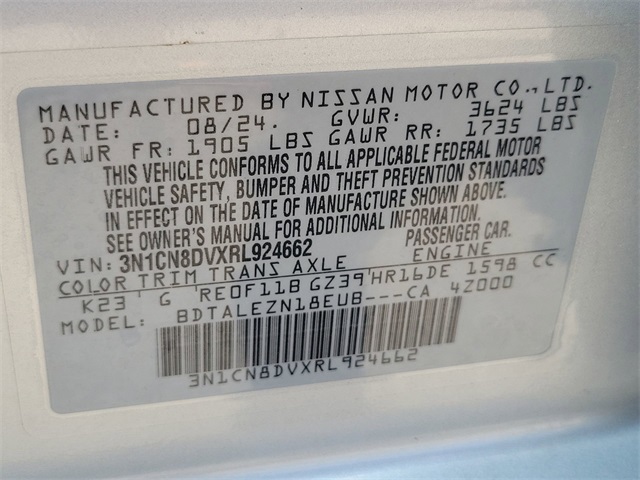 MANUFACTURED BY NISSAN MOTOR CO.,LTD.
DATE: 08/24. GVWR: 3624 LBS
GAWR FR: 1905 LBS GAWR RR: 1735 LBS
THIS VEHICLE CONFORMS TO ALL APPLICABLE FEDERAL MOTOR
VEHICLE SAFETY, BUMPER AND THEFT PREVENTION STANDARDS
IN EFFECT ON THE DATE OF MANUFACTURE SHOWN ABOVE.
SEE OWNER'S MANUAL FOR ADDITIONAL INFORMATION.
VIN: 3N1CN8DVXRL924662 PASSENGER CAR.
COLOR TRIM TRANS AXLE ENGINE
K23 G RE0F11B GZ39 HR16DE 1598 CC
MODEL: BDTALEZN18EUB---CA 4Z000
3N1CN8DVXRL924662